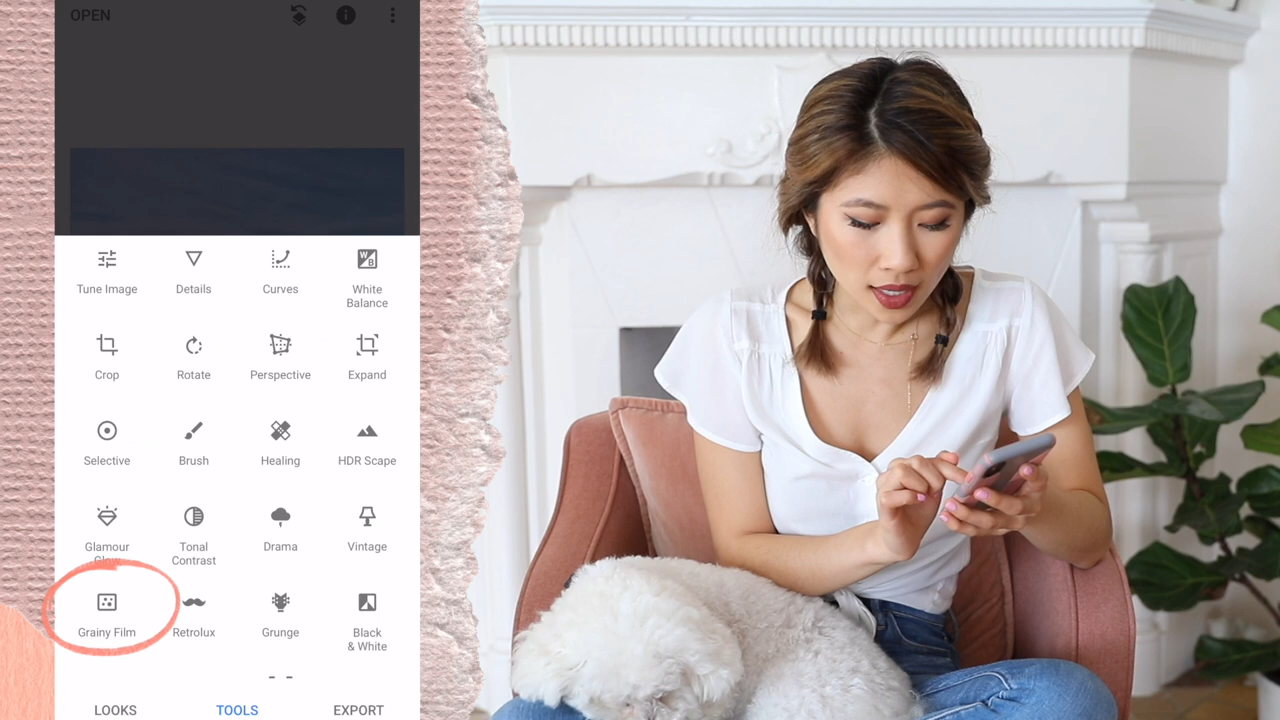 OPEN
Tune Image
Details
Curves
White
Balance
Crop
Rotate
Perspective
Expand
Selective
Brush
Healing
HDR Scape
Glamour
Glow
Tonal
Contrast
Drama
Vintage
Grainy Film
Retrolux
Grunge
Black
& White
LOOKS
TOOLS
EXPORT